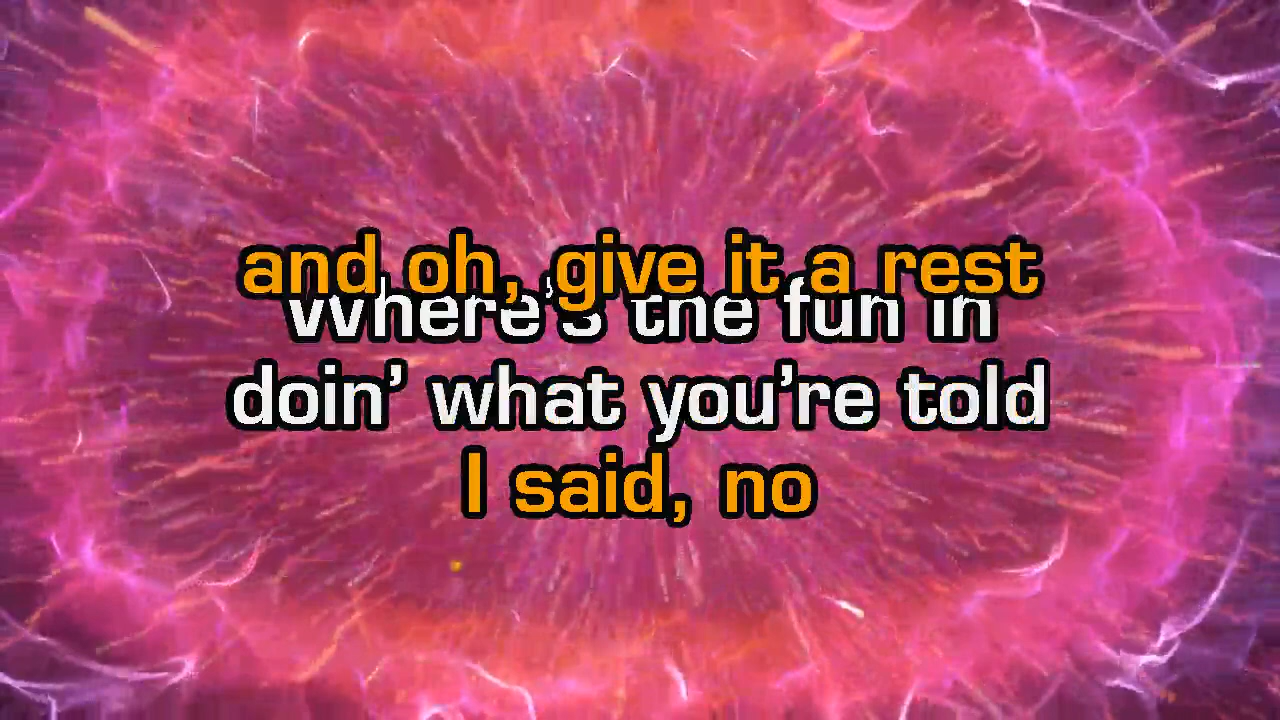 and oh, give it a rest
Where's the fun in
doin’ what you’re told
I said, no